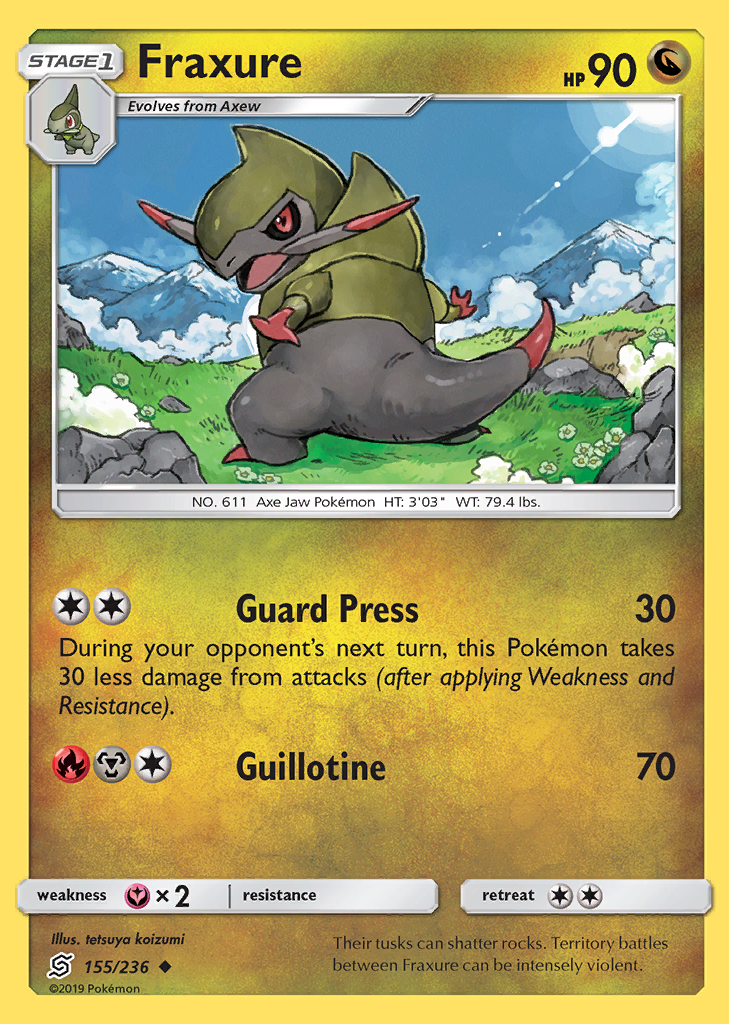 STAGE1
Fraxure
HP90
Evolves from Axew
NO. 611 Axe Jaw Pokémon HT: 3'03" WT: 79.4 lbs.
Guard Press 30
During your opponent's next turn, this Pokémon takes
30 less damage from attacks (after applying Weakness and
Resistance).
Guillotine 70
weakness ×2 resistance retreat
Illus. tetsuya koizumi
155/236
©2019 Pokémon
Their tusks can shatter rocks. Territory battles
between Fraxure can be intensely violent.